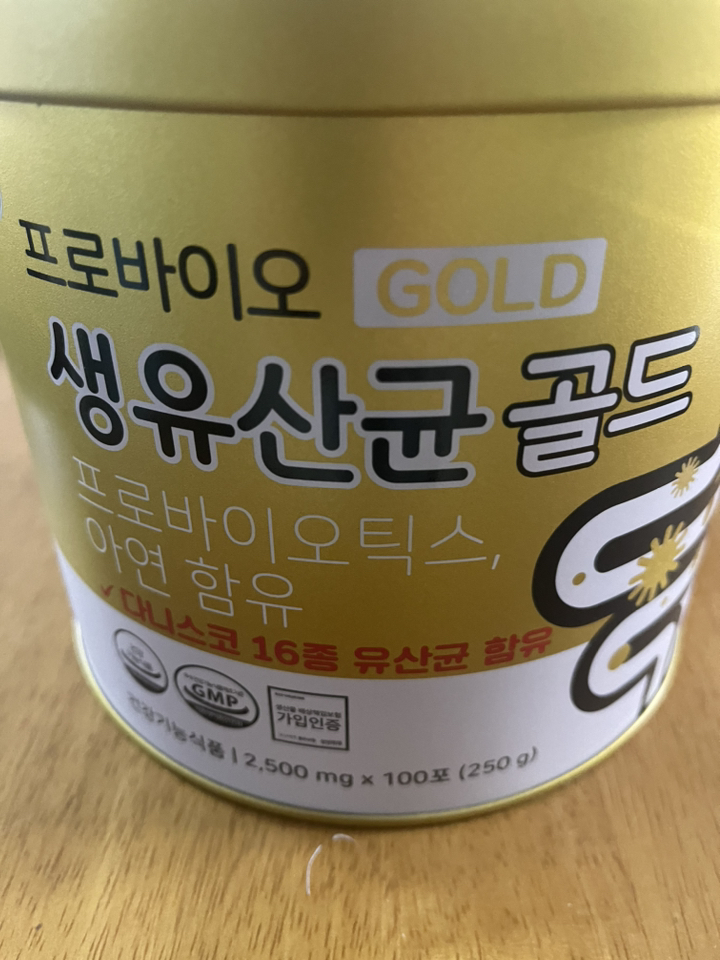 프로바이오 GOLD
생유산균 골드
프로바이오틱스,
아연 함유
✓ 다니스코 16종 유산균 함유
GMP
가입인증
건강기능식품 | 2,500 mg × 100포 (250 g)